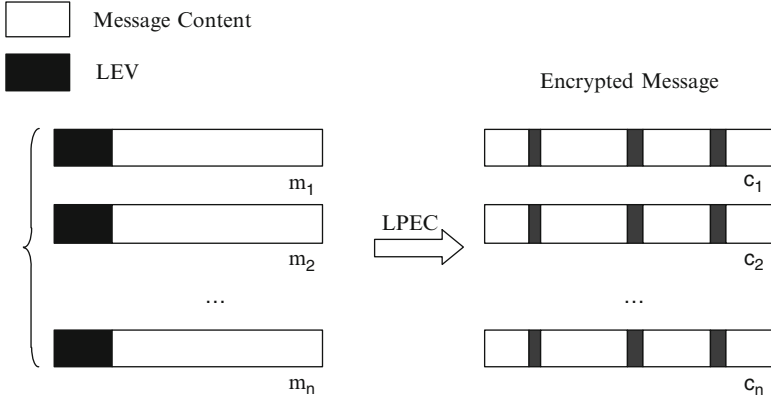 Message Content
LEV
Encrypted Message
m1
c1
LPEC
m2
c2
...
...
mn
cn